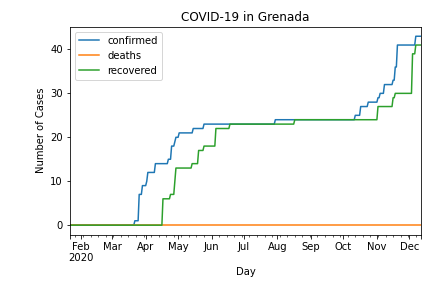 COVID-19 in Grenada
confirmed
deaths
recovered
Number of Cases
40
30
20
10
0
Feb Mar Apr May Jun Jul Aug Sep Oct Nov Dec
2020
Day